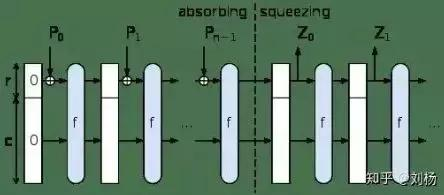 absorbing squeezing
P₀ P₁ Pₙ₋₁ Z₀ Z₁
r 0
f f f f f
c 0
... ...
知乎 @刘杨